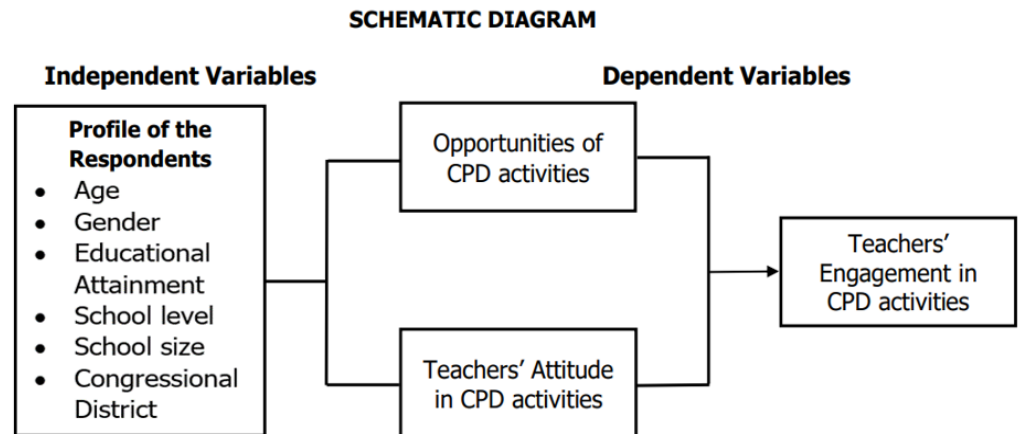 SCHEMATIC DIAGRAM
Independent Variables
Dependent Variables
Profile of the
Respondents
• Age
• Gender
• Educational
Attainment
• School level
• School size
• Congressional
District
Opportunities of
CPD activities
Teachers’ Attitude
in CPD activities
Teachers’
Engagement in
CPD activities